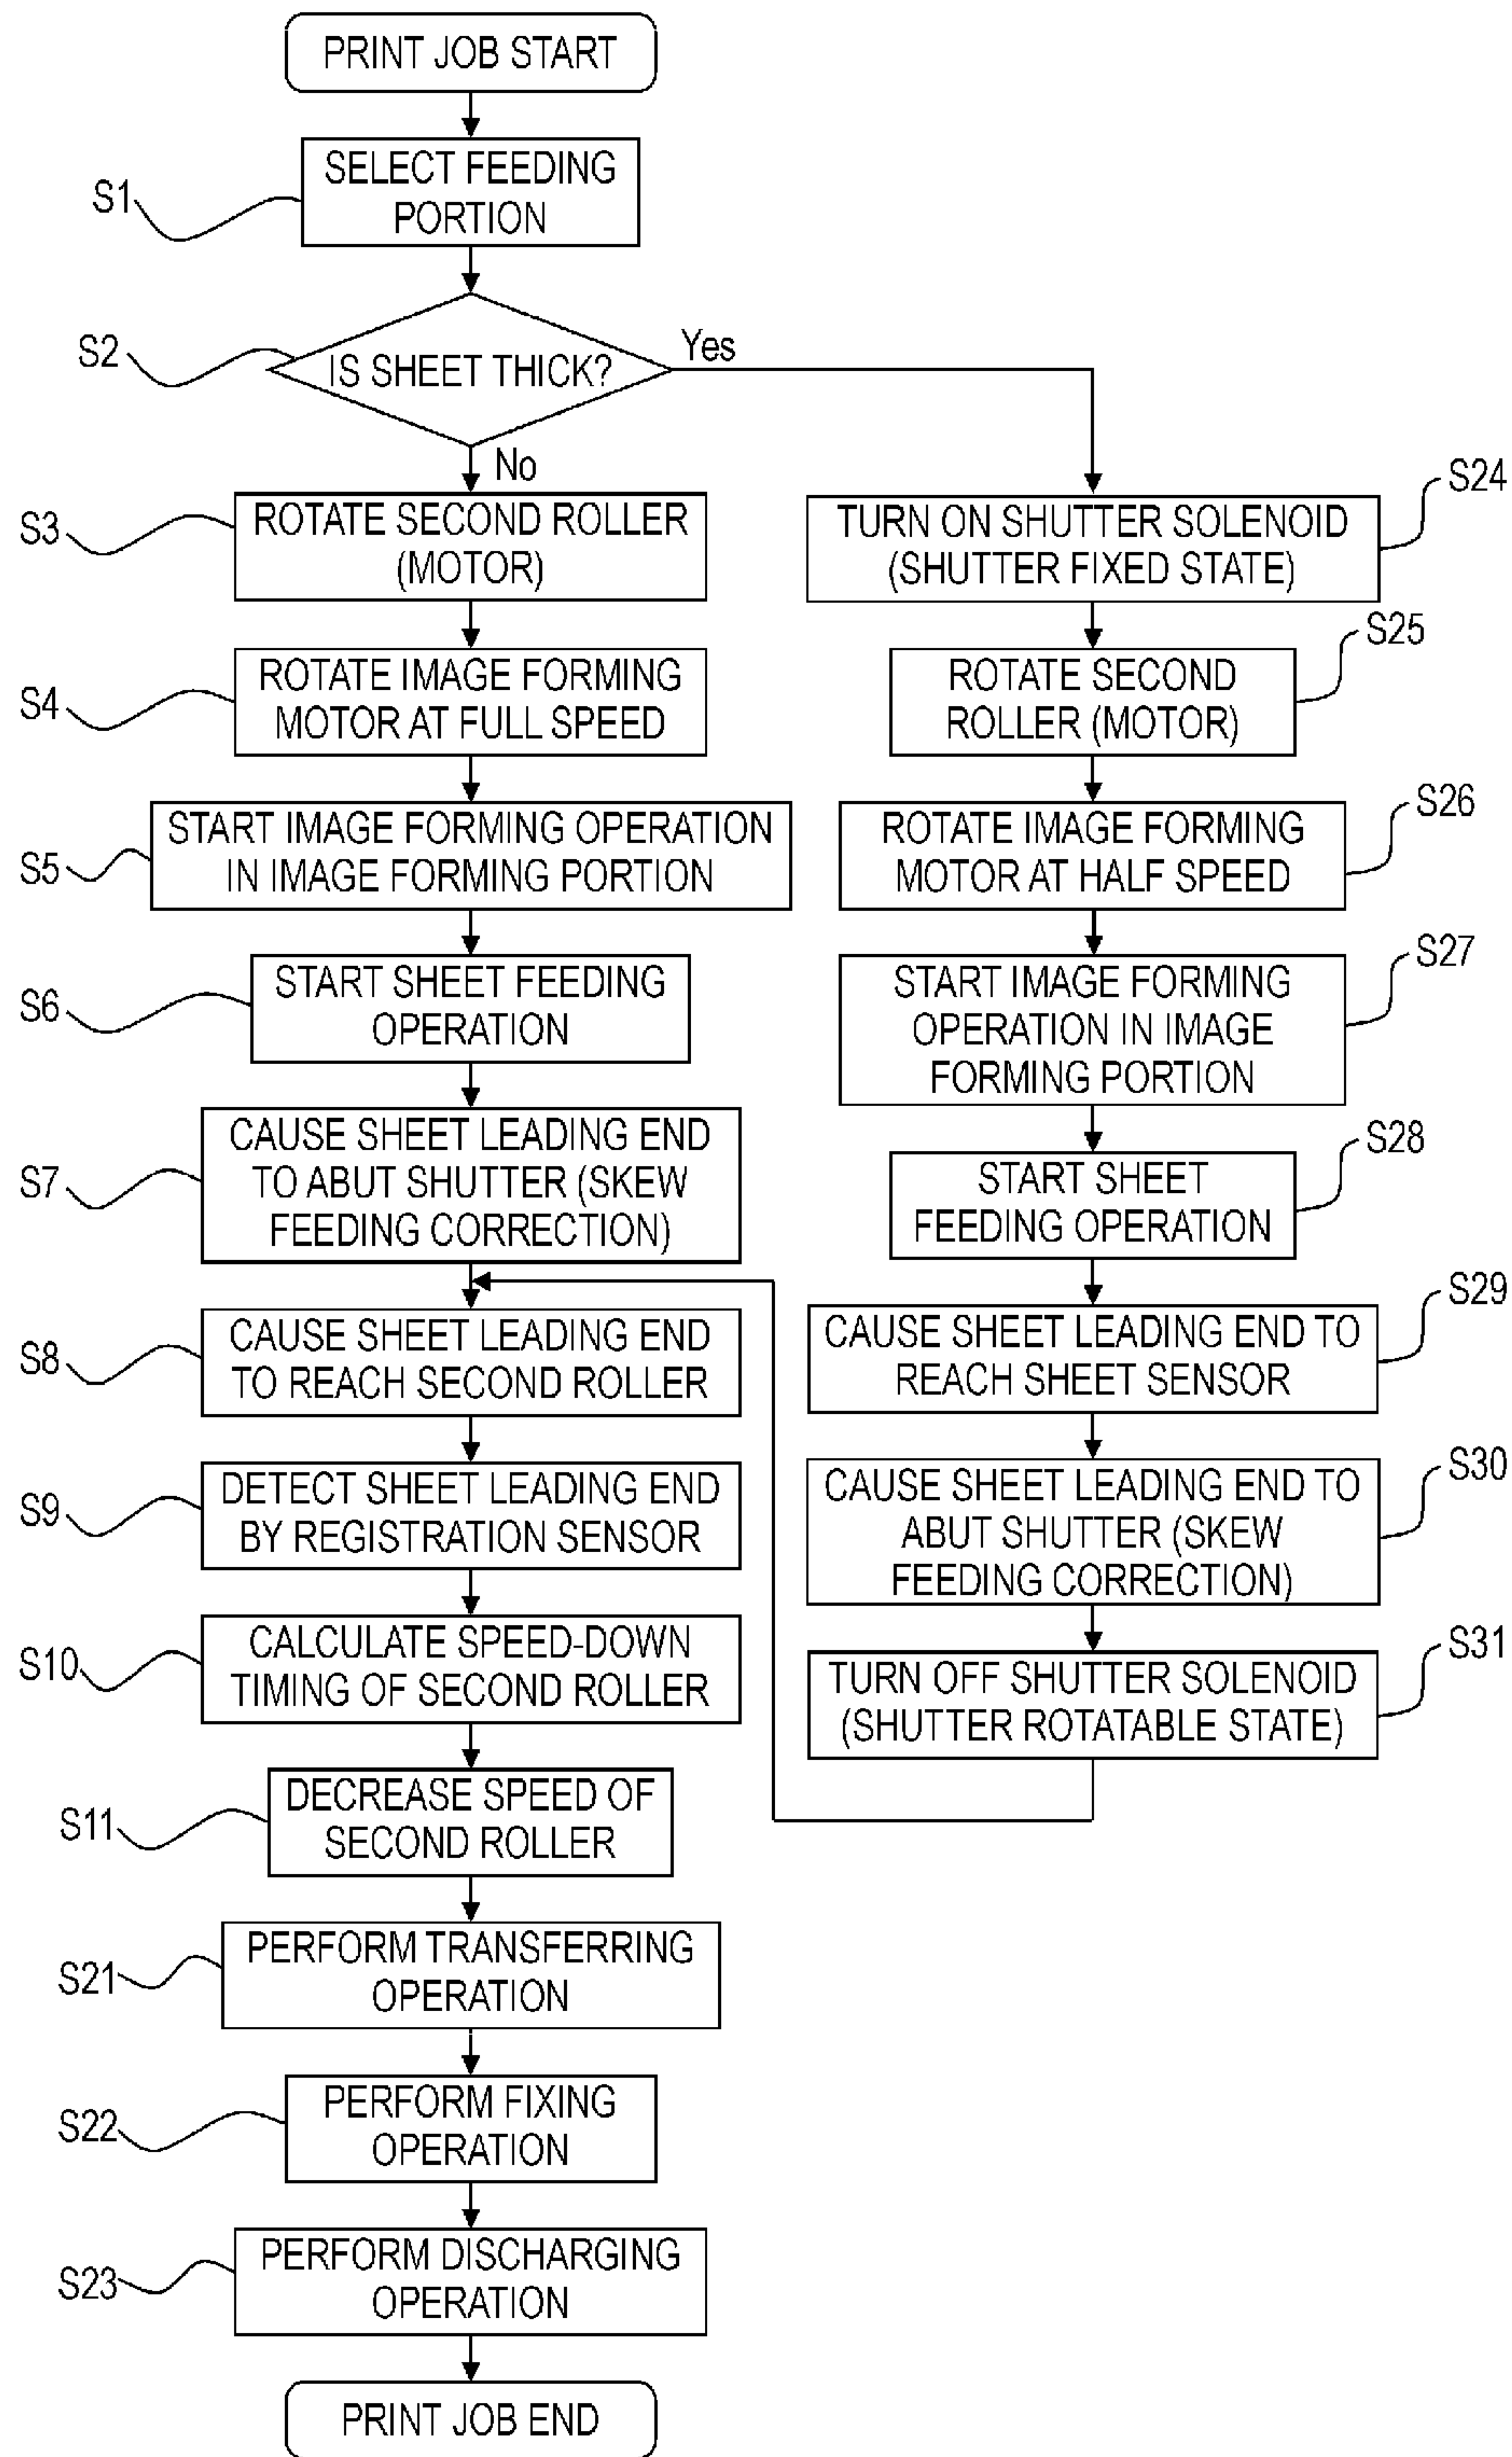 PRINT JOB START
S1
SELECT FEEDING
PORTION
S2
IS SHEET THICK?
Yes
No
S3
ROTATE SECOND ROLLER
(MOTOR)
S4
ROTATE IMAGE FORMING
MOTOR AT FULL SPEED
S5
START IMAGE FORMING OPERATION
IN IMAGE FORMING PORTION
S6
START SHEET FEEDING
OPERATION
S7
CAUSE SHEET LEADING END
TO ABUT SHUTTER (SKEW
FEEDING CORRECTION)
S8
CAUSE SHEET LEADING END
TO REACH SECOND ROLLER
S9
DETECT SHEET LEADING END
BY REGISTRATION SENSOR
S10
CALCULATE SPEED-DOWN
TIMING OF SECOND ROLLER
S11
DECREASE SPEED OF
SECOND ROLLER
S21
PERFORM TRANSFERRING
OPERATION
S22
PERFORM FIXING
OPERATION
S23
PERFORM DISCHARGING
OPERATION
PRINT JOB END
S24
TURN ON SHUTTER SOLENOID
(SHUTTER FIXED STATE)
S25
ROTATE SECOND
ROLLER (MOTOR)
S26
ROTATE IMAGE FORMING
MOTOR AT HALF SPEED
S27
START IMAGE FORMING
OPERATION IN IMAGE
FORMING PORTION
S28
START SHEET
FEEDING OPERATION
S29
CAUSE SHEET LEADING END TO
REACH SHEET SENSOR
S30
CAUSE SHEET LEADING END TO
ABUT SHUTTER (SKEW
FEEDING CORRECTION)
S31
TURN OFF SHUTTER SOLENOID
(SHUTTER ROTATABLE STATE)